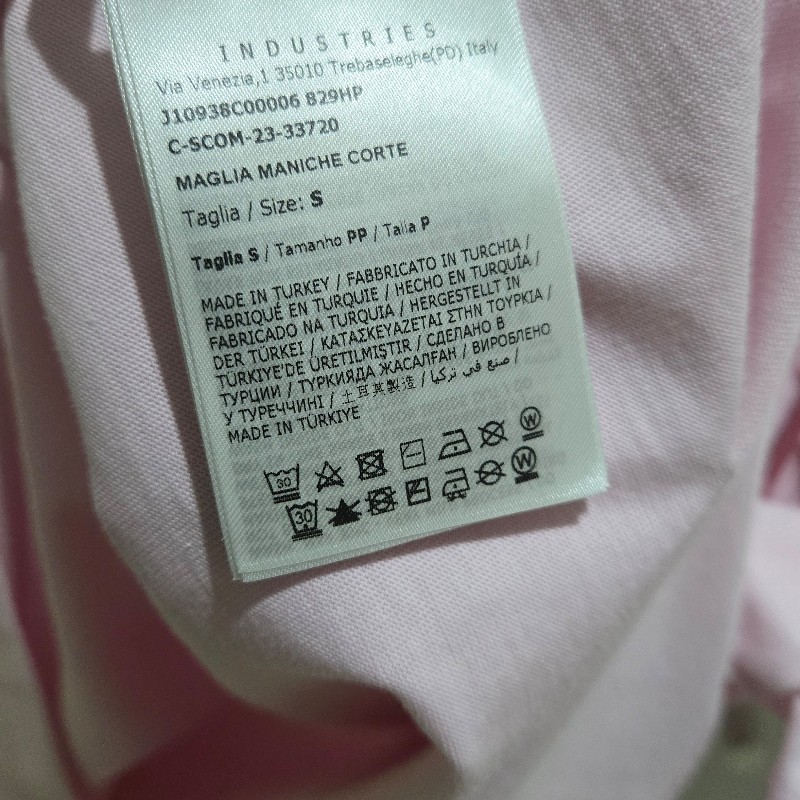 INDUSTRIES
Via Venezia,1 35010 Trebaseleghe(PD) Italy
J10938C00006 829HP
C-SCOM-23-33720
MAGLIA MANICHE CORTE
Taglia / Size: S
Taglia S / Tamanho PP / Talla P
MADE IN TURKEY / FABBRICATO IN TURCHIA /
FABRIQUÉ EN TURQUIE / HECHO EN TURQUÍA /
FABRICADO NA TURQUIA / HERGESTELLT IN
DER TÜRKEI / ΚΑΤΑΣΚΕΥΑΖΕΤΑΙ ΣΤΗΝ ΤΟΥΡΚΙΑ /
TÜRKIYE'DE ÜRETILMIŞTIR / СДЕЛАНО В
ТУРЦИИ / ТУРКИЯДА ЖАСАЛҒАН / ВИРОБЛЕНО
У ТУРЕЧЧИНІ / 土耳其製造 / صنع في تركيا /
MADE IN TÜRKIYE
30 W
30 W